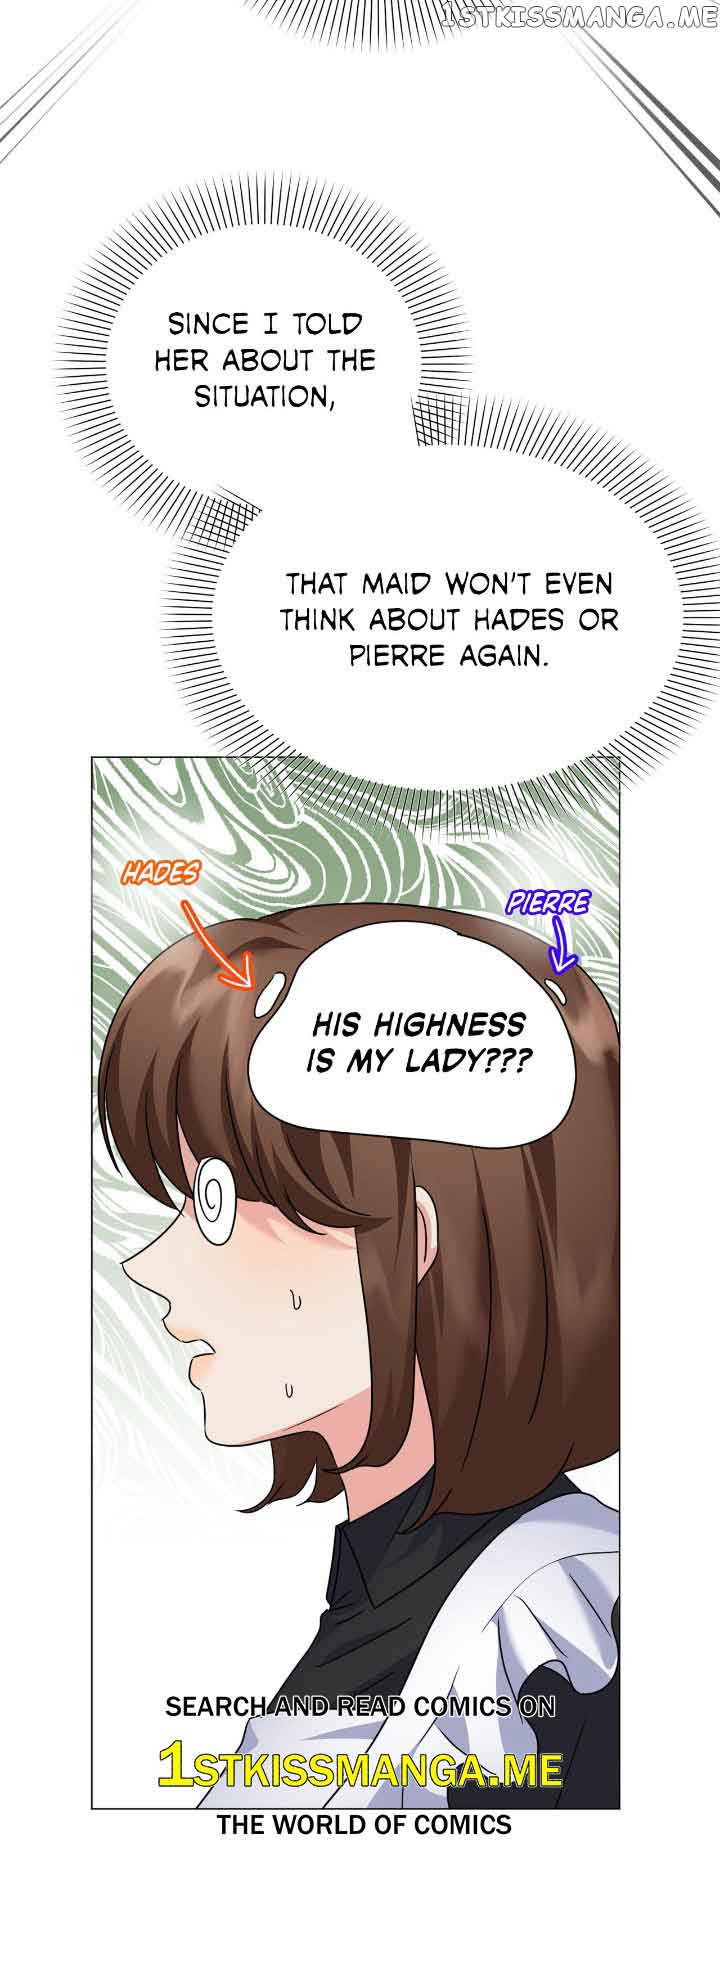 1STKISSMANGA.ME
SINCE I TOLD
HER ABOUT THE
SITUATION,
THAT MAID WON'T EVEN
THINK ABOUT HADES OR
PIERRE AGAIN.
HADES
PIERRE
HIS HIGHNESS
IS MY LADY???
SEARCH AND READ COMICS ON
1STKISSMANGA.ME
THE WORLD OF COMICS